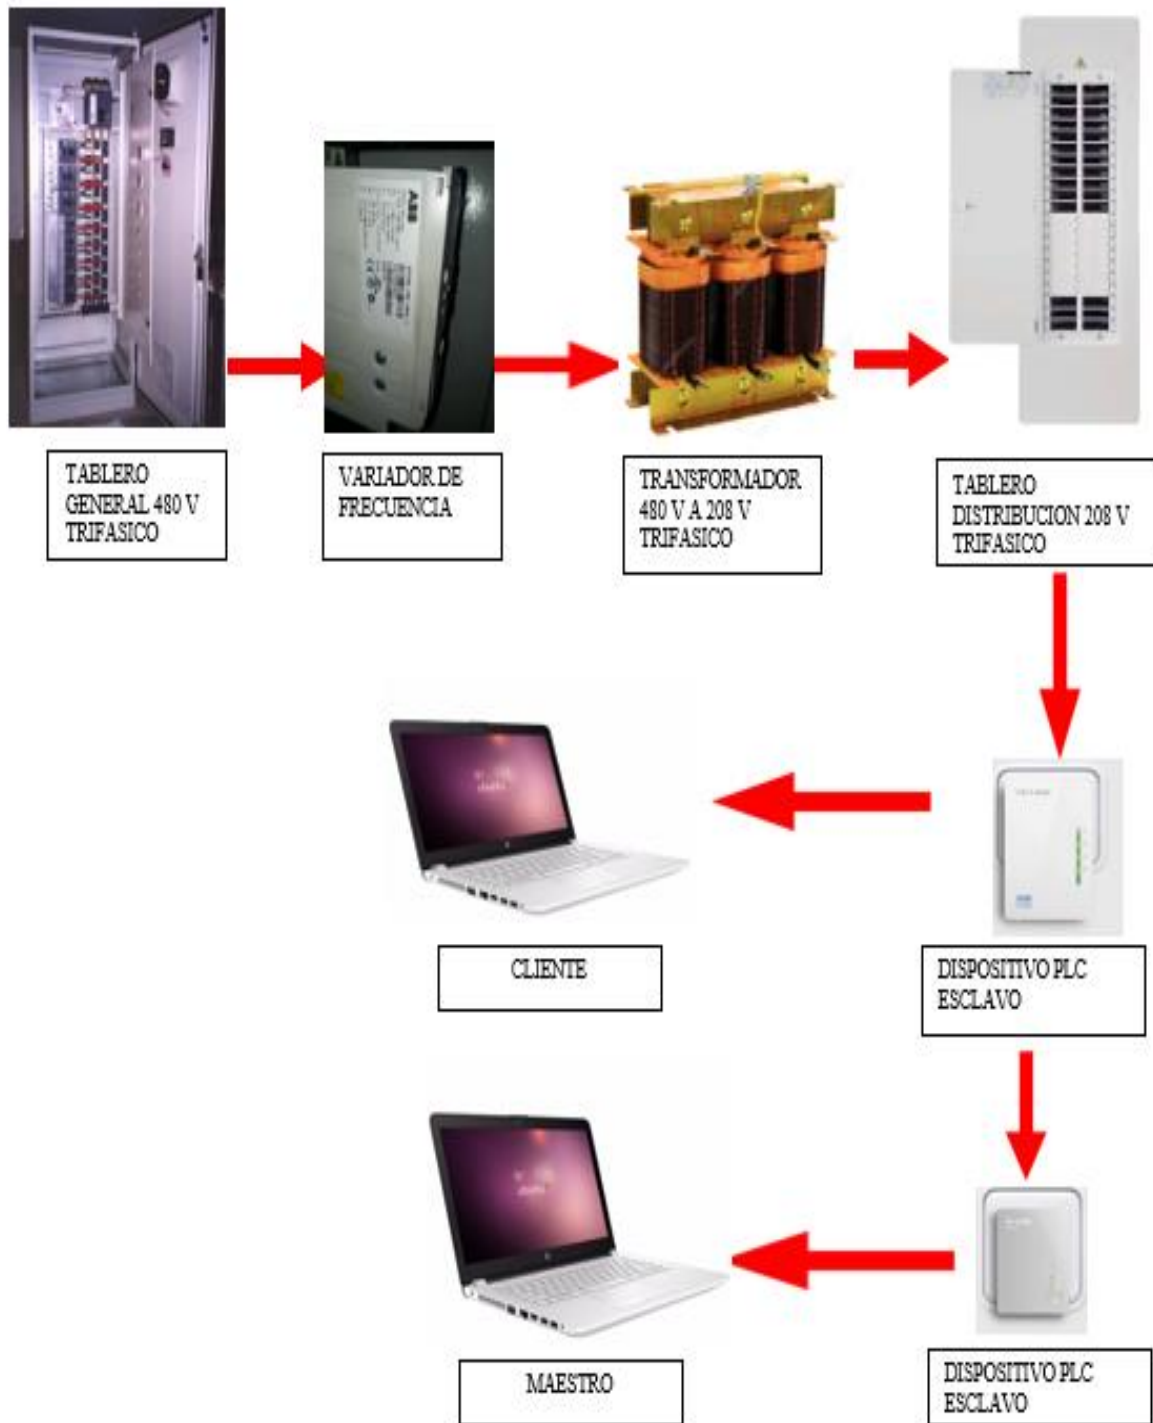 ABB
TABLERO
GENERAL 480 V
TRIFASICO
VARIADOR DE
FRECUENCIA
TRANSFORMADOR
480 V A 208 V
TRIFASICO
TABLERO
DISTRIBUCION 208 V
TRIFASICO
CLIENTE
DISPOSITIVO PLC
ESCLAVO
MAESTRO
DISPOSITIVO PLC
ESCLAVO